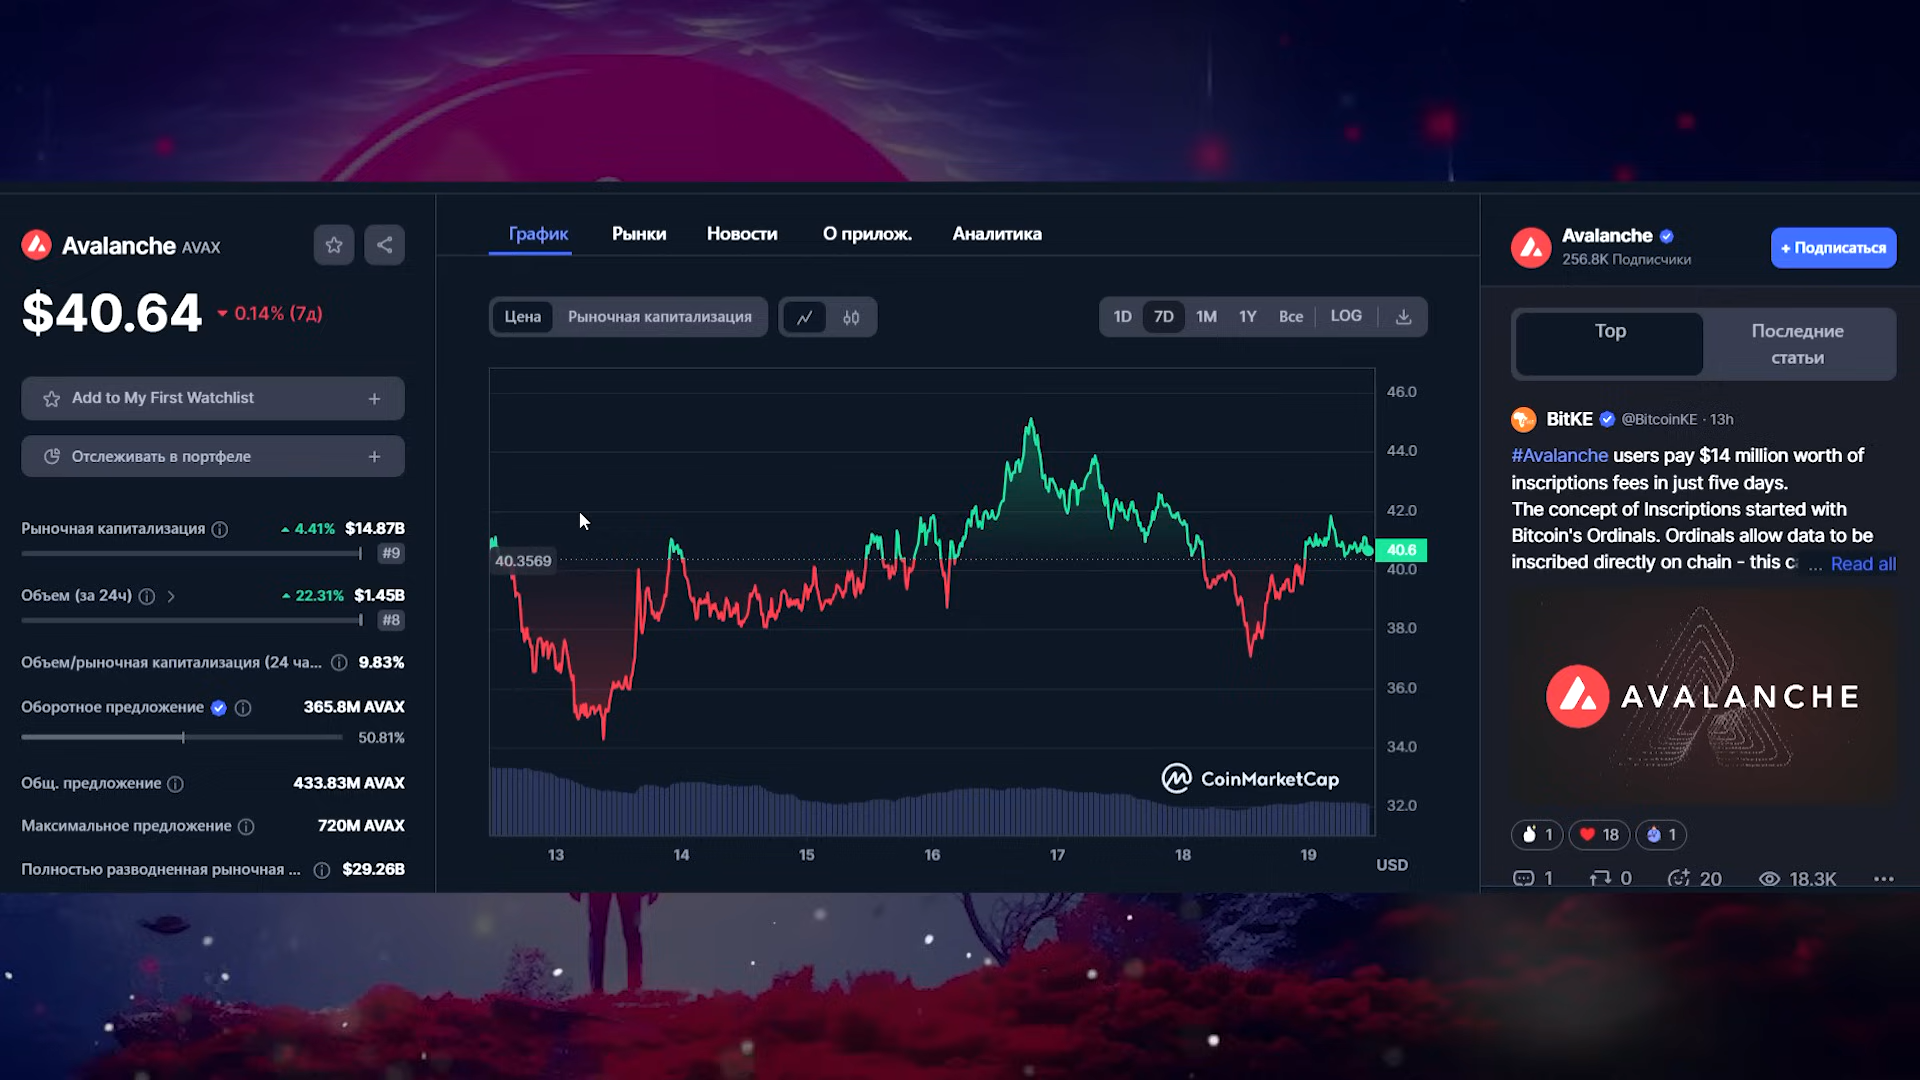 Avalanche AVAX
$40.64 0.14% (7д)
Add to My First Watchlist +
Отслеживать в портфеле +
Рыночная капитализация 4.41% $14.87B
#9
Объем (за 24ч) 22.31% $1.45B
#8
Объем/рыночная капитализация (24 ча... 9.83%
Оборотное предложение 365.8M AVAX
50.81%
Общ. предложение 433.83M AVAX
Максимальное предложение 720M AVAX
Полностью разводненная рыночная ... $29.26B
График Рынки Новости О прилож. Аналитика
Цена Рыночная капитализация 1D 7D 1M 1Y Все LOG
46.0
44.0
42.0
40.3569
40.6
40.0
38.0
36.0
34.0
32.0
CoinMarketCap
13 14 15 16 17 18 19
USD
Avalanche
256.8K Подписчики
+ Подписаться
Top
Последние
статьи
BitKE @BitcoinKE · 13h
#Avalanche users pay $14 million worth of
inscriptions fees in just five days.
The concept of Inscriptions started with
Bitcoin's Ordinals. Ordinals allow data to be
inscribed directly on chain - this ... Read all
AVALANCHE
1 18 1
1 0 20 18.3K ...